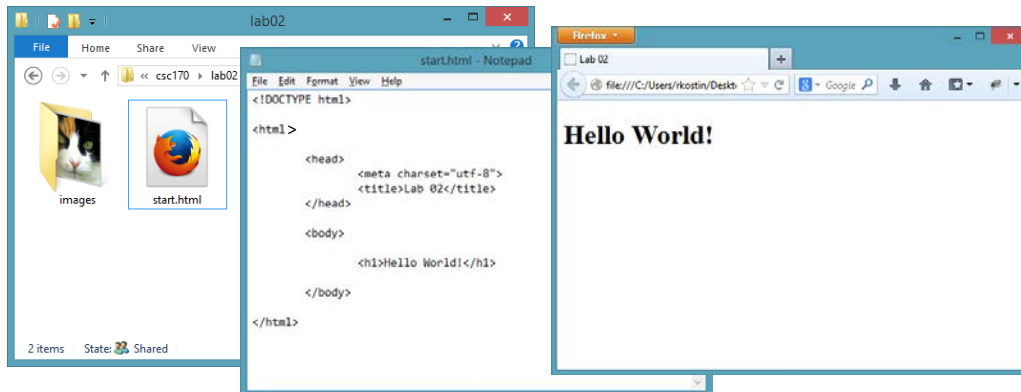 lab02
File Home Share View
« csc170 › lab02
images
start.html
2 items State: Shared
start.html - Notepad
File Edit Format View Help
<!DOCTYPE html>
<html>
<head>
<meta charset="utf-8">
<title>Lab 02</title>
</head>
<body>
<h1>Hello World!</h1>
</body>
</html>
Firefox
Lab 02
file:///C:/Users/rkostin/Deskt
Google
Hello World!